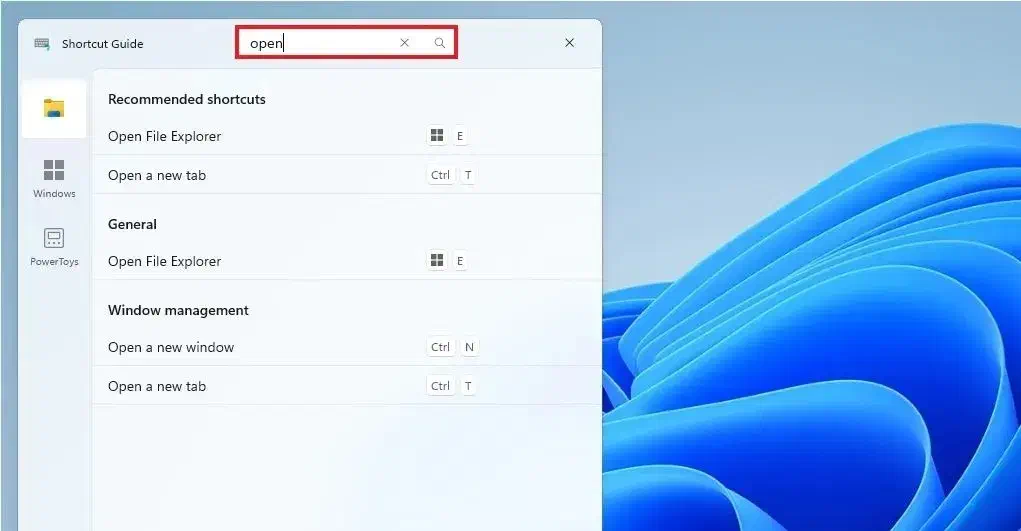 Shortcut Guide
open
Recommended shortcuts
Open File Explorer E
Open a new tab Ctrl T
Windows
General
PowerToys
Open File Explorer E
Window management
Open a new window Ctrl N
Open a new tab Ctrl T